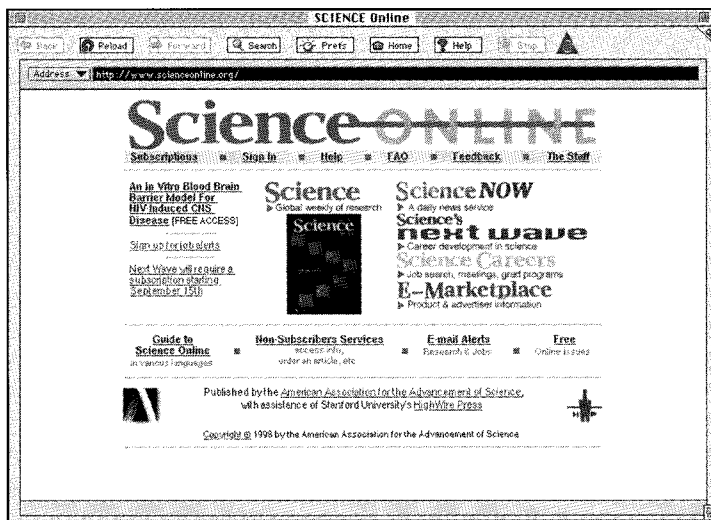 SCIENCE Online
Back Reload Forward Search Prefs Home Help Stop
Address http://www.scienceonline.org/
Science ONLINE
Subscriptions Sign In Help FAQ Feedback The Staff
An In Vitro Blood Brain
Barrier Model For
HIV-Induced CNS
Disease [FREE ACCESS]
Sign up for job alerts
Next Wave will require a
subscription starting
September 15th
Science
Global weekly of research
Science
Science NOW
A daily news service
Science's
next wave
Career development in science
Science Careers
Job search, meetings, grant programs
E-Marketplace
Product & advertiser information
Guide to
Science Online
in various languages
Non-Subscribers Services
access info,
order an article, etc
E-mail Alerts
Research & Jobs
Free
Online issues
Published by the American Association for the Advancement of Science,
with assistance of Stanford University's HighWire Press
Copyright © 1998 by the American Association for the Advancement of Science